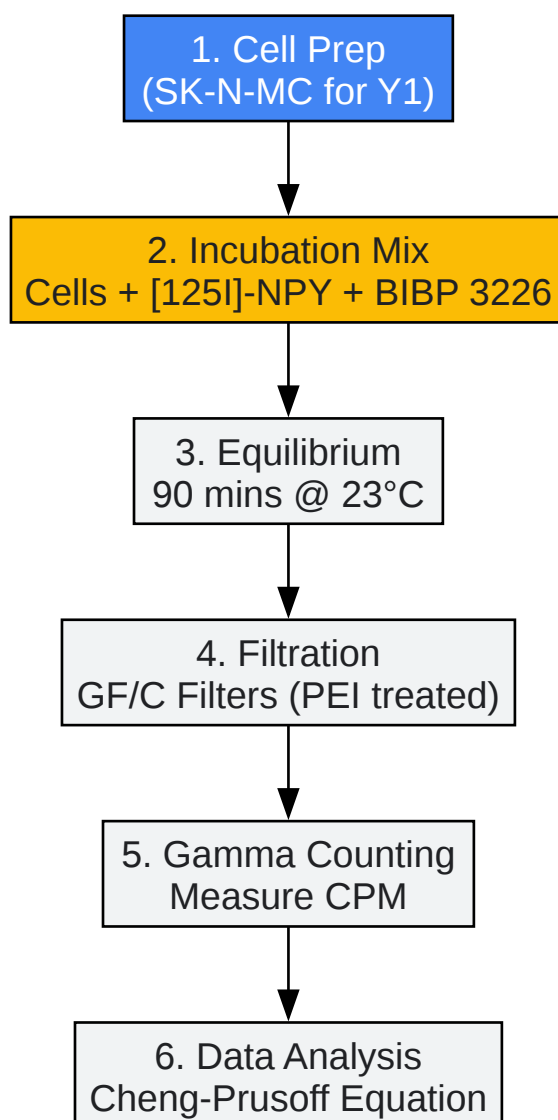 1. Cell Prep
(SK-N-MC for Y1)
2. Incubation Mix
Cells + [125I]-NPY + BIBP 3226
3. Equilibrium
90 mins @ 23°C
4. Filtration
GF/C Filters (PEI treated)
5. Gamma Counting
Measure CPM
6. Data Analysis
Cheng-Prusoff Equation